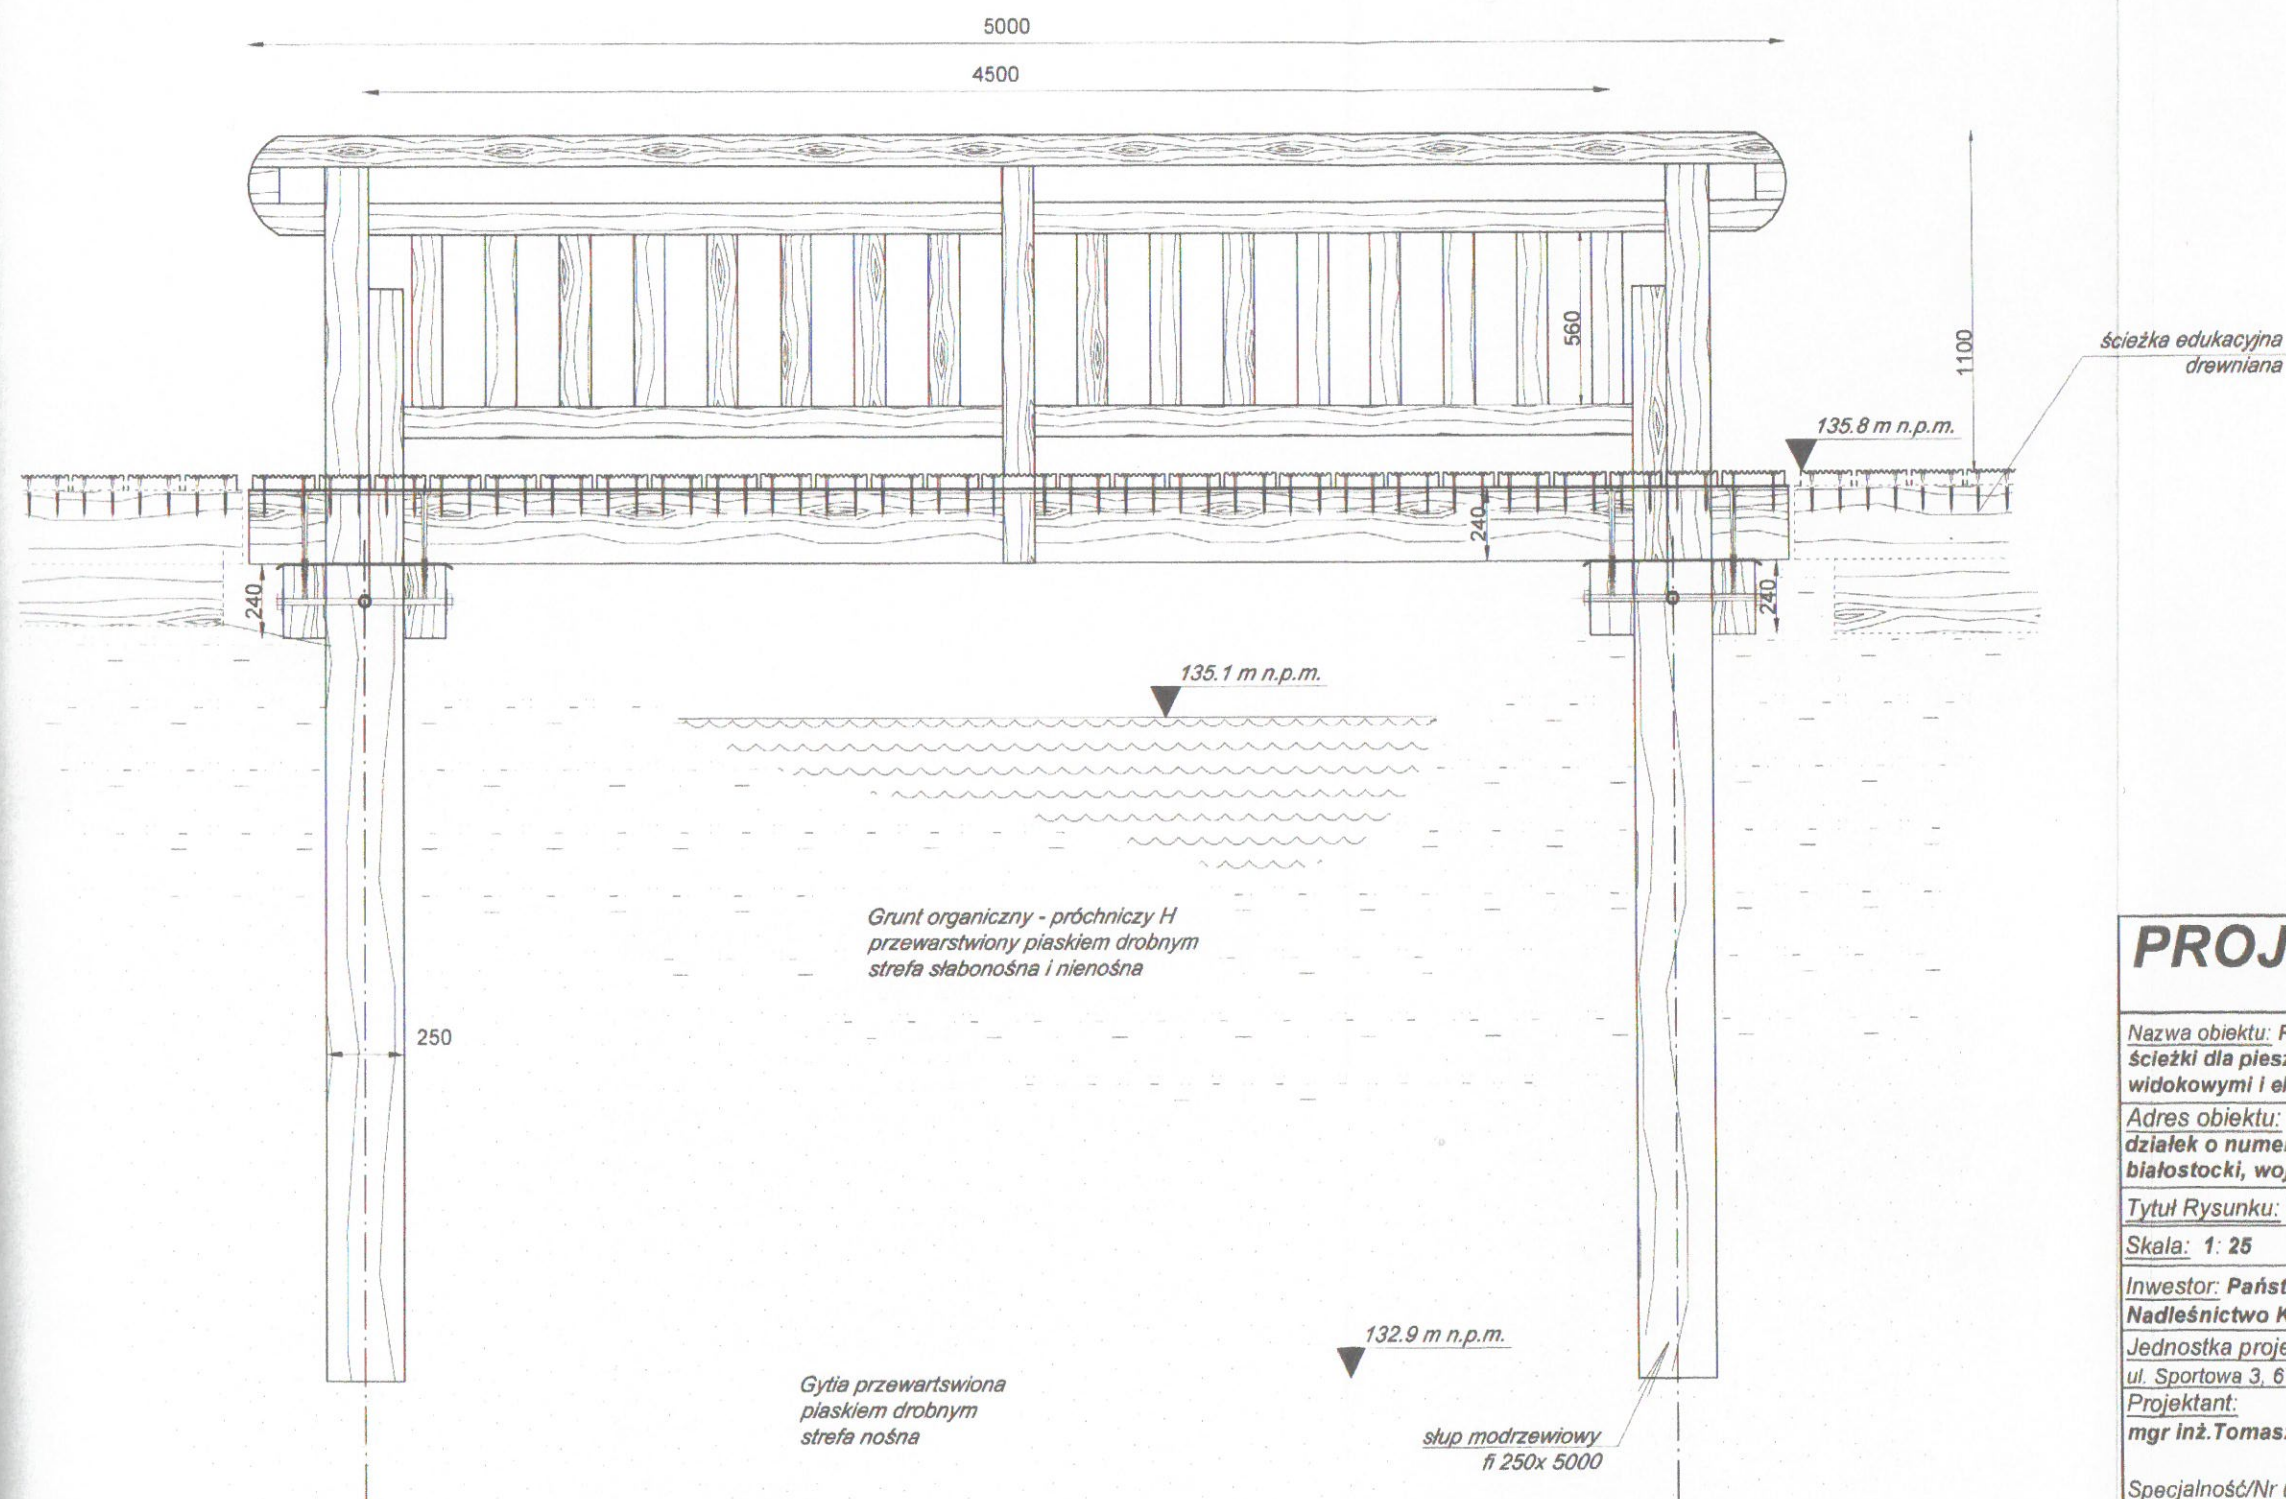 5000
4500
560
1100
ścieżka edukacyjna
drewniana
135.8 m n.p.m.
240
240
240
135.1 m n.p.m.
Grunt organiczny - próchniczy H
przewarstwiony piaskiem drobnym
strefa słabonośna i nienośna
250
132.9 m n.p.m.
Gytia przewartswiona
piaskiem drobnym
strefa nośna
słup modrzewiowy
fi 250x 5000
PROJ
Nazwa obiektu:
ścieżki dla piesz
widokowymi i el
Adres obiektu:
działek o nume
białostocki, woj
Tytuł Rysunku:
Skala: 1: 25
Inwestor: Państ
Nadleśnictwo K
Jednostka proje
ul. Sportowa 3, 6
Projektant:
mgr inż.Tomasz
Specjalność/Nr